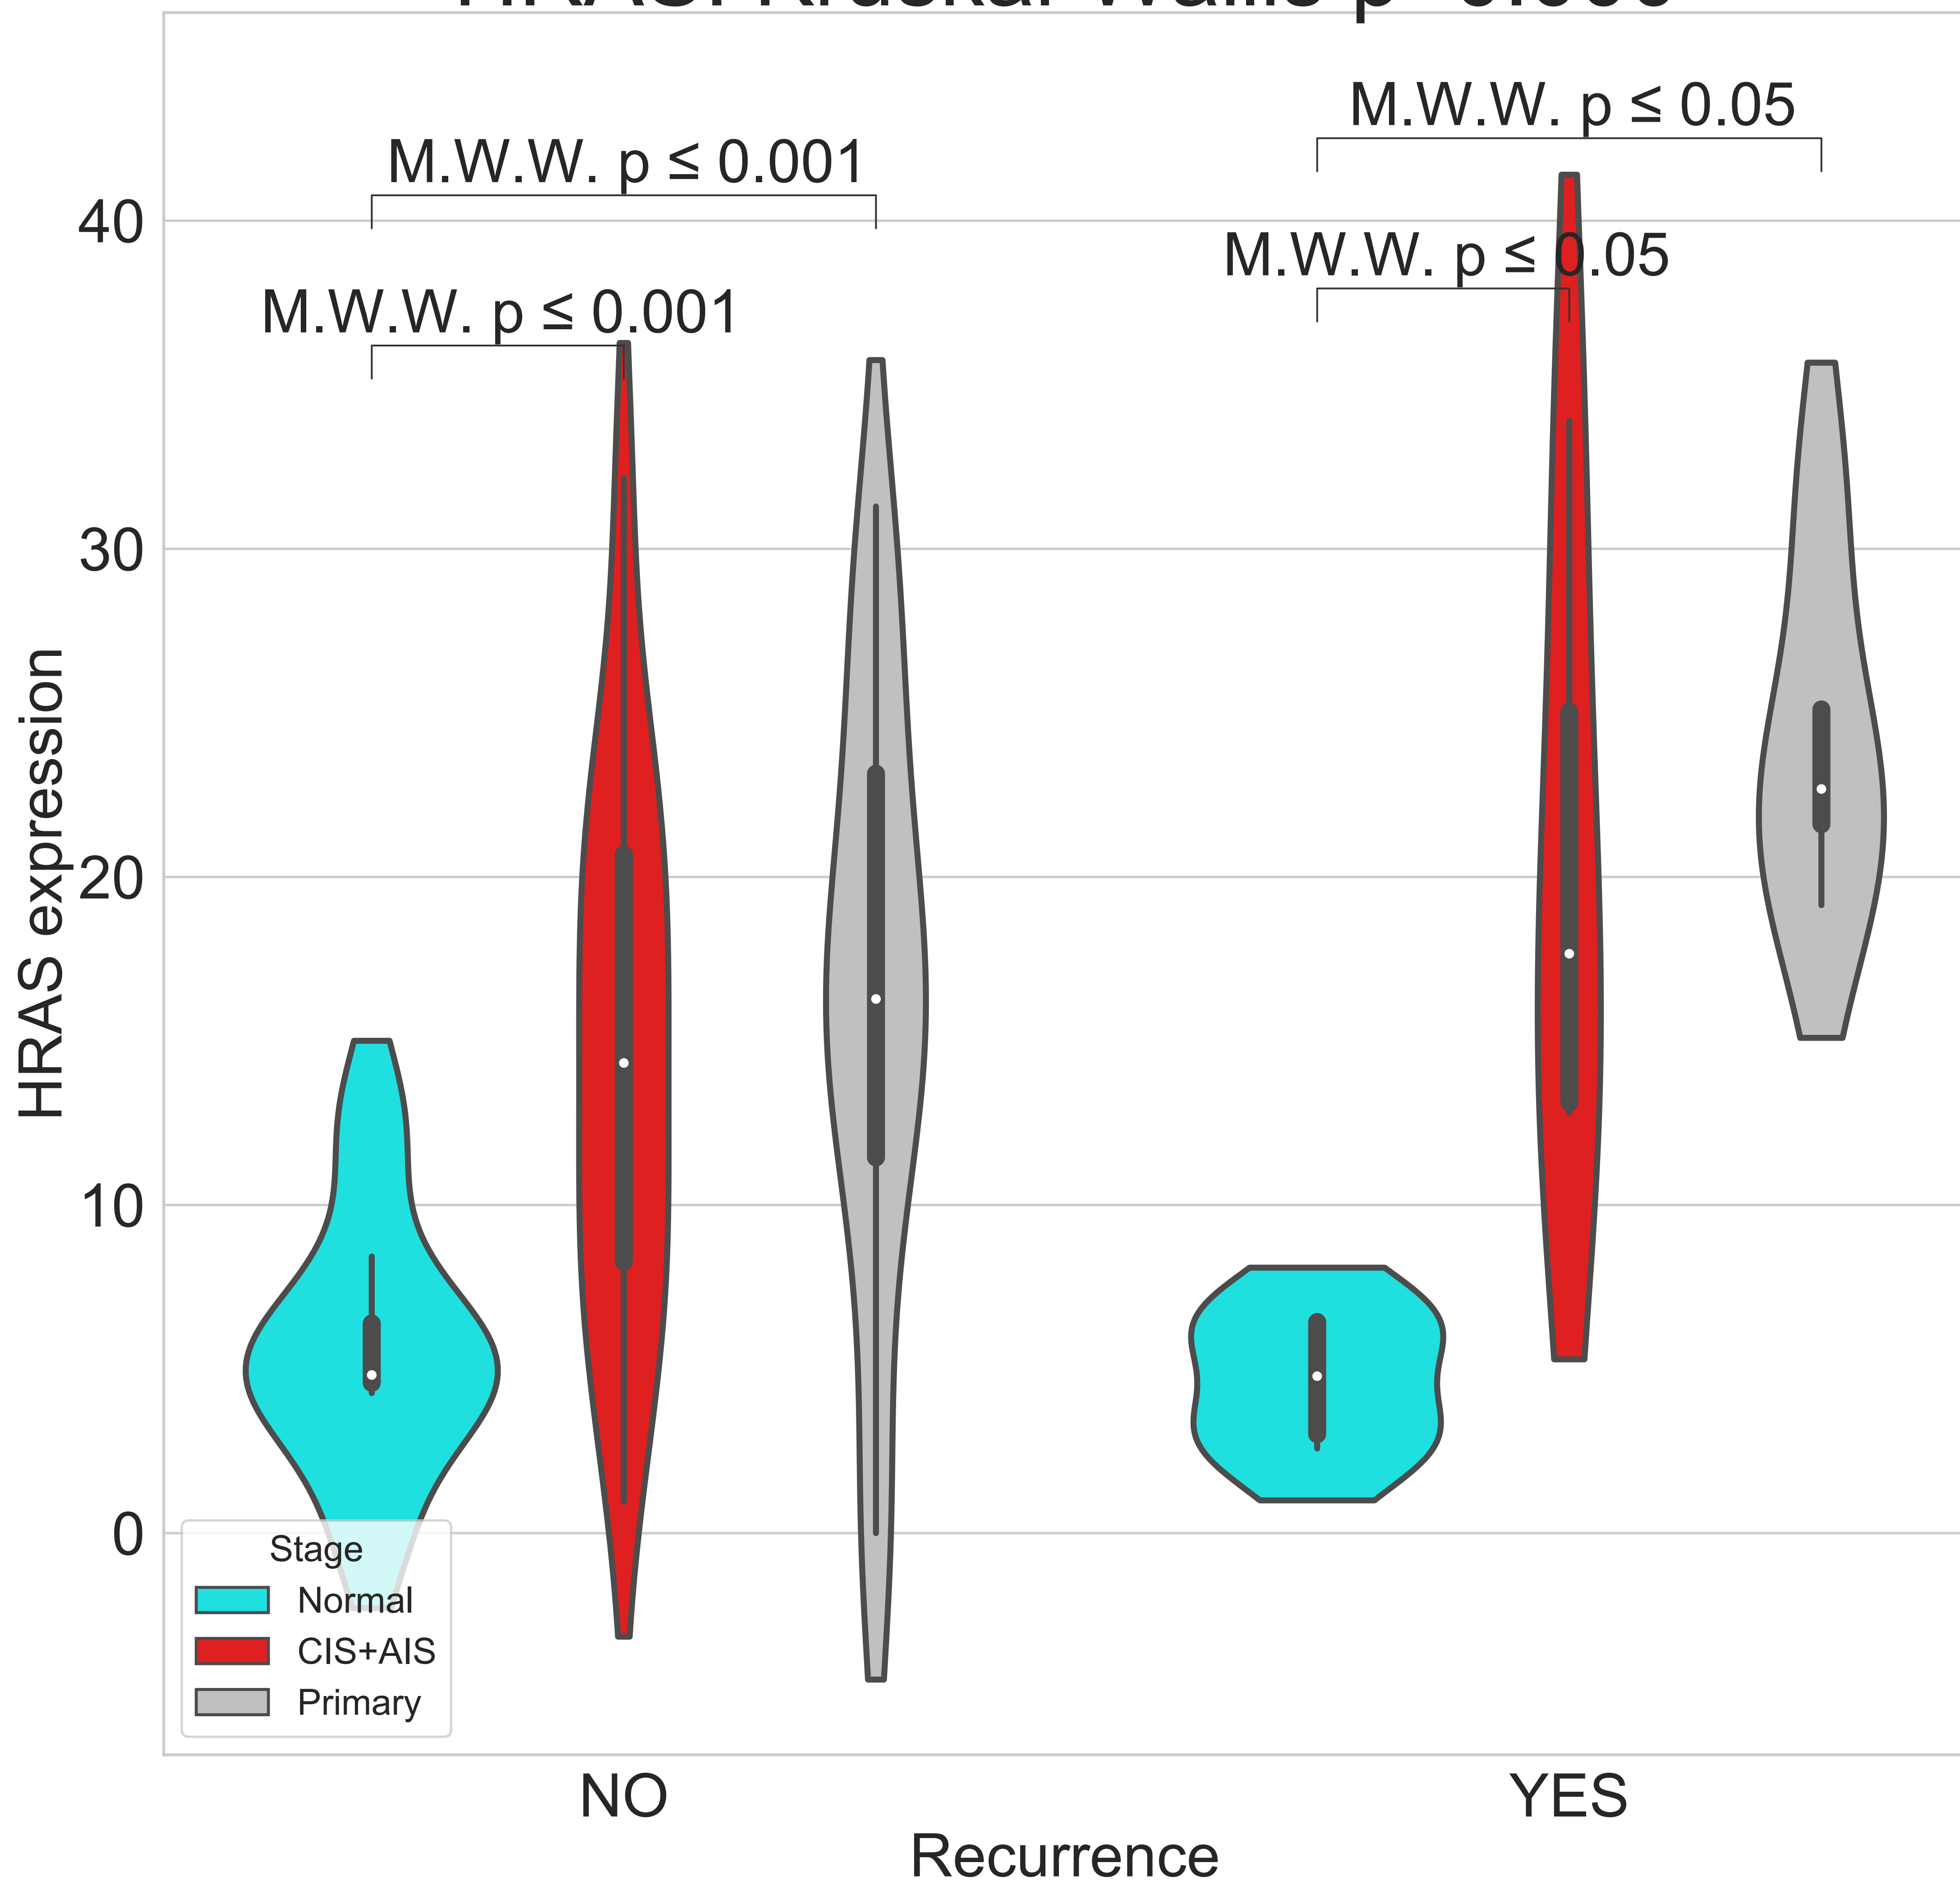 M.W.W. p ≤ 0.05
M.W.W. p ≤ 0.001
M.W.W. p ≤ 0.05
M.W.W. p ≤ 0.001
HRAS expression
40
30
20
10
0
Stage
Normal
CIS+AIS
Primary
NO
YES
Recurrence